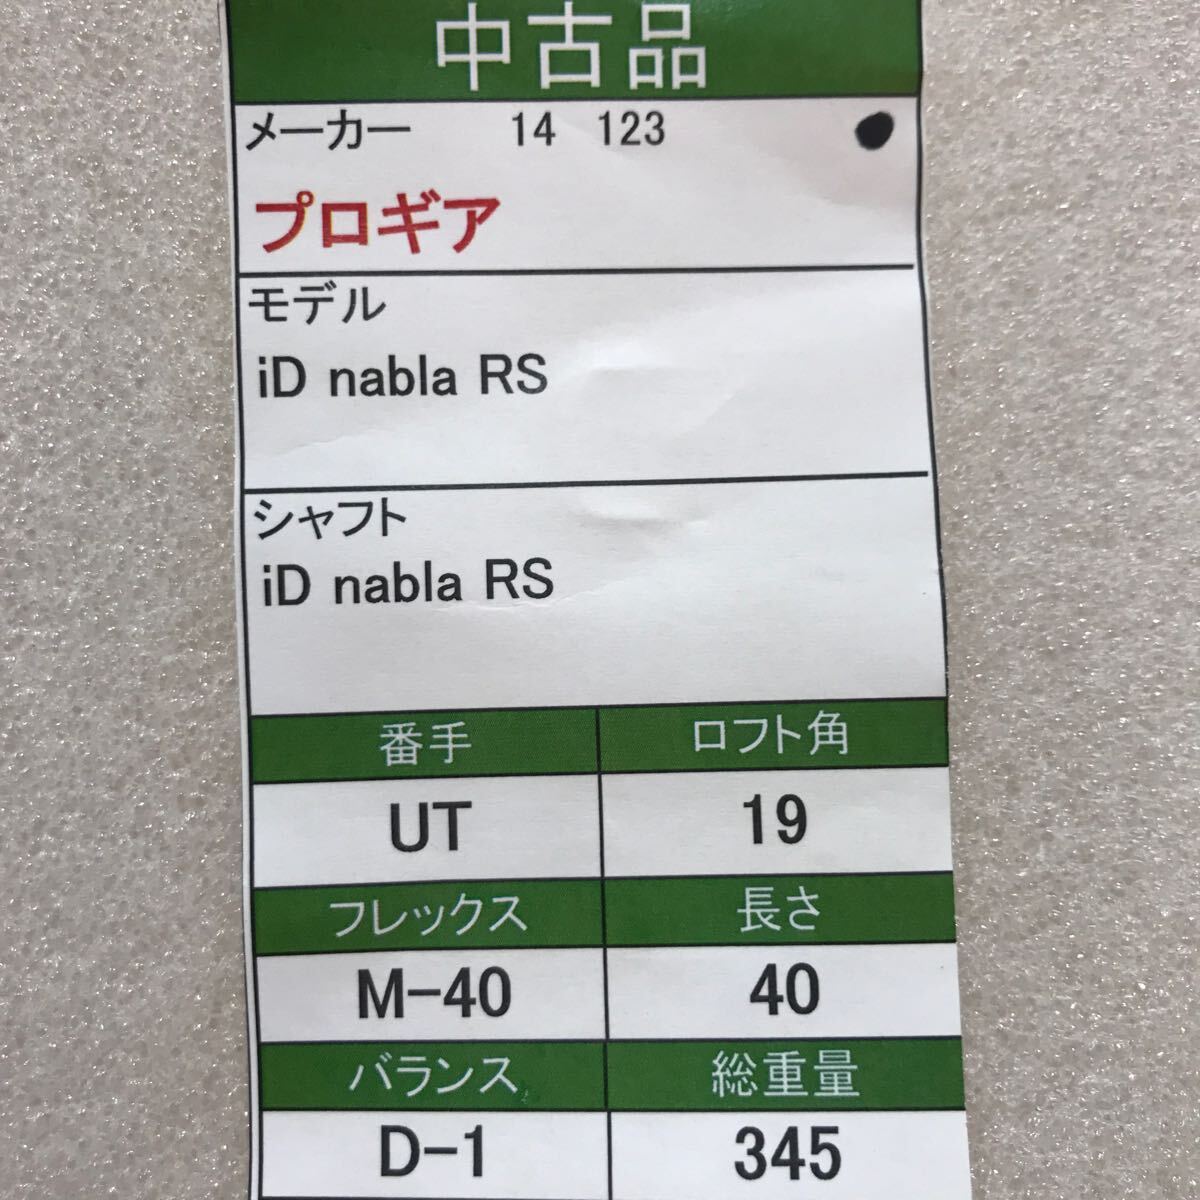 中古品
メーカー 14 123
プロギア
モデル
iD nabla RS
シャフト
iD nabla RS
番手 ロフト角
UT 19
フレックス 長さ
M-40 40
バランス 総重量
D-1 345